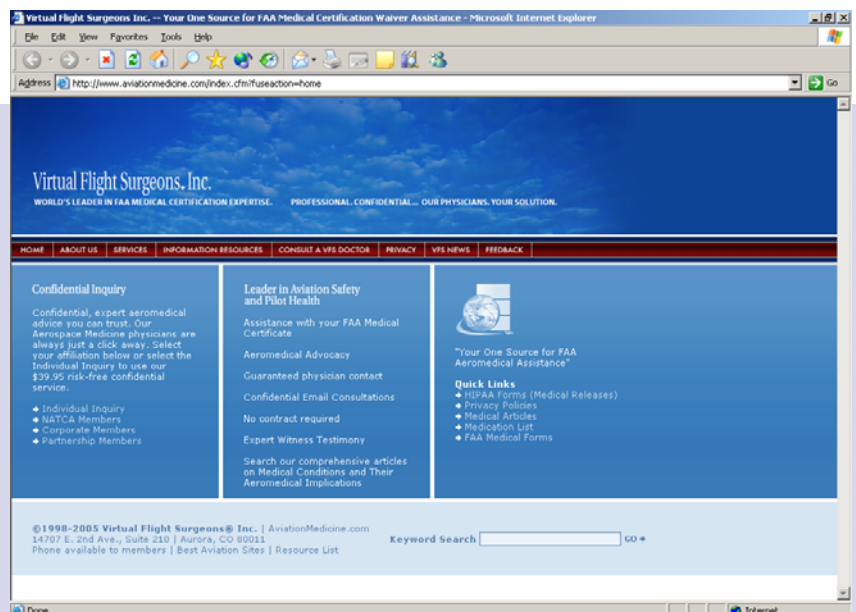 Virtual Flight Surgeons Inc. -- Your One Source for FAA Medical Certification Waiver Assistance - Microsoft Internet Explorer
File Edit View Favorites Tools Help
Address http://www.aviationmedicine.com/index.cfm?fuseaction=home Go
Virtual Flight Surgeons, Inc.
WORLD'S LEADER IN FAA MEDICAL CERTIFICATION EXPERTISE. PROFESSIONAL. CONFIDENTIAL... OUR PHYSICIANS. YOUR SOLUTION.
HOME ABOUT US SERVICES INFORMATION RESOURCES CONSULT A VFS DOCTOR PRIVACY VFS NEWS FEEDBACK
Confidential Inquiry
Confidential, expert aeromedical
advice you can trust. Our
Aerospace Medicine physicians are
always just a click away. Select
your affiliation below or select the
Individual Inquiry to use our
$39.95 risk-free confidential
service.
Individual Inquiry
NATCA Members
Corporate Members
Partnership Members
Leader in Aviation Safety
and Pilot Health
Assistance with your FAA Medical
Certificate
Aeromedical Advocacy
Guaranteed physician contact
Confidential Email Consultations
No contract required
Expert Witness Testimony
Search our comprehensive articles
on Medical Conditions and Their
Aeromedical Implications
"Your One Source for FAA
Aeromedical Assistance"
Quick Links
HIPAA Forms (Medical Releases)
Privacy Policies
Medical Articles
Medication List
FAA Medical Forms
©1998-2005 Virtual Flight Surgeons® Inc. | AviationMedicine.com
14707 E. 2nd Ave., Suite 210 | Aurora, CO 80011
Phone available to members | Best Aviation Sites | Resource List
Keyword Search GO
Done Internet